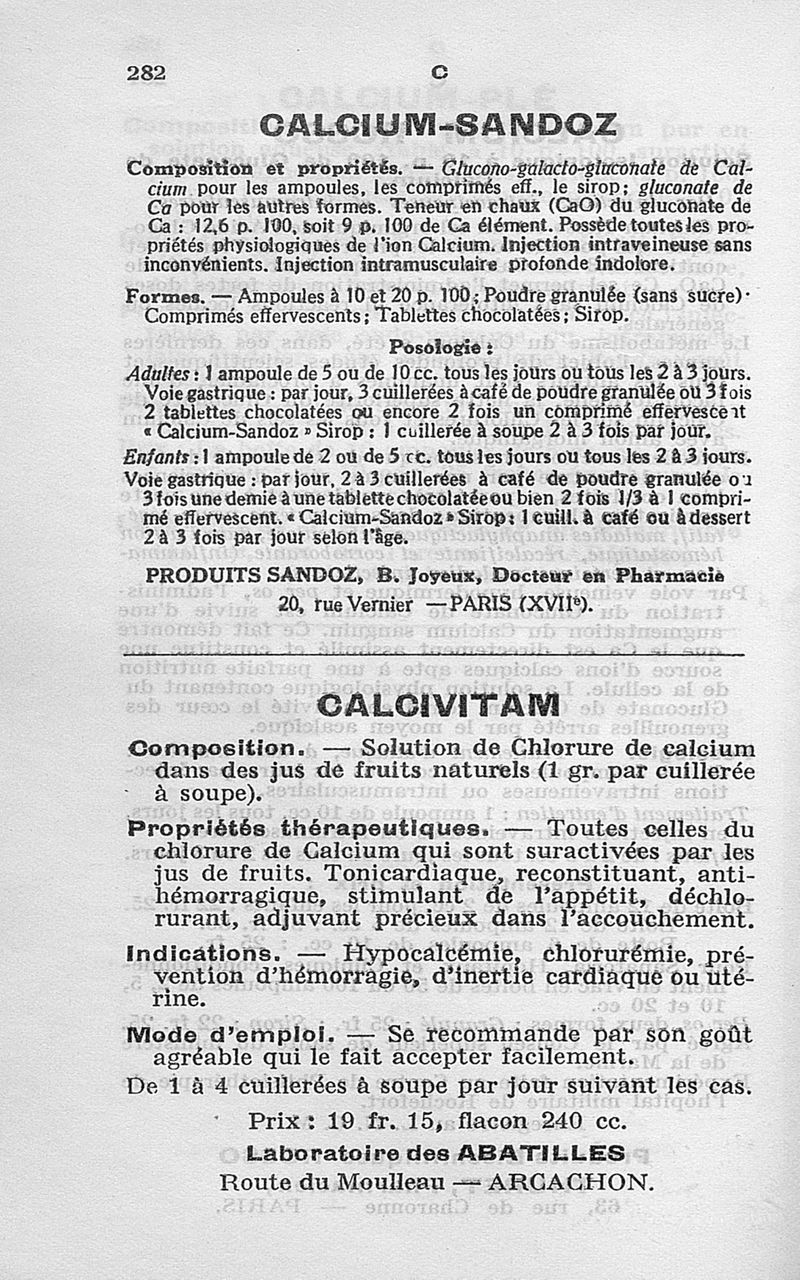 282
C
CALCIUM-SANDOZ
Composition et propriétés. — Glucono-galacto-gluconate de Cal-
cium pour les ampoules, les comprimés eff., le sirop; gluconate de
Ca pour les autres formes. Teneur en chaux (CaO) du gluconate de
Ca : 12,6 p. 100, soit 9 p. 100 de Ca élément. Possède toutes les pro-
priétés physiologiques de l'ion Calcium. Injection intraveineuse sans
inconvénients. Injection intramusculaire profonde indolore.
Formes. — Ampoules à 10 et 20 p. 100; Poudre granulée (sans sucre)·
Comprimés effervescents; Tablettes chocolatées; Sirop.
Posologie :
Adultes : 1 ampoule de 5 ou de 10 cc. tous les jours ou tous les 2 à 3 jours.
Voie gastrique : par jour, 3 cuillerées à café de poudre granulée ou 3 fois
2 tablettes chocolatées ou encore 2 fois un comprimé effervescent
« Calcium-Sandoz » Sirop : 1 cuillerée à soupe 2 à 3 fois par jour.
Enfants : 1 ampoule de 2 ou de 5 cc. tous les jours ou tous les 2 à 3 jours.
Voie gastrique : par jour, 2 à 3 cuillerées à café de poudre granulée ou
3 fois une demie à une tablette chocolatée ou bien 2 fois 1/3 à 1 compri-
mé effervescent. « Calcium-Sandoz » Sirop : 1 cuill. à café ou à dessert
2 à 3 fois par jour selon l'âge.
PRODUITS SANDOZ, B. Joyeux, Docteur en Pharmacie
20, rue Vernier — PARIS (XVIIe).
CALCIVITAM
Composition. — Solution de Chlorure de calcium
dans des jus de fruits naturels (1 gr. par cuillerée
à soupe).
Propriétés thérapeutiques. — Toutes celles du
chlorure de Calcium qui sont suractivées par les
jus de fruits. Tonicardiaque, reconstituant, anti-
hémorragique, stimulant de l'appétit, déchlo-
rurant, adjuvant précieux dans l'accouchement.
Indications. — Hypocalcémie, chlorurémie, pré-
vention d'hémorragie, d'inertie cardiaque ou uté-
rine.
Mode d'emploi. — Se recommande par son goût
agréable qui le fait accepter facilement.
De 1 à 4 cuillerées à soupe par jour suivant les cas.
Prix : 19 fr. 15, flacon 240 cc.
Laboratoire des ABATILLES
Route du Moulleau — ARCACHON.